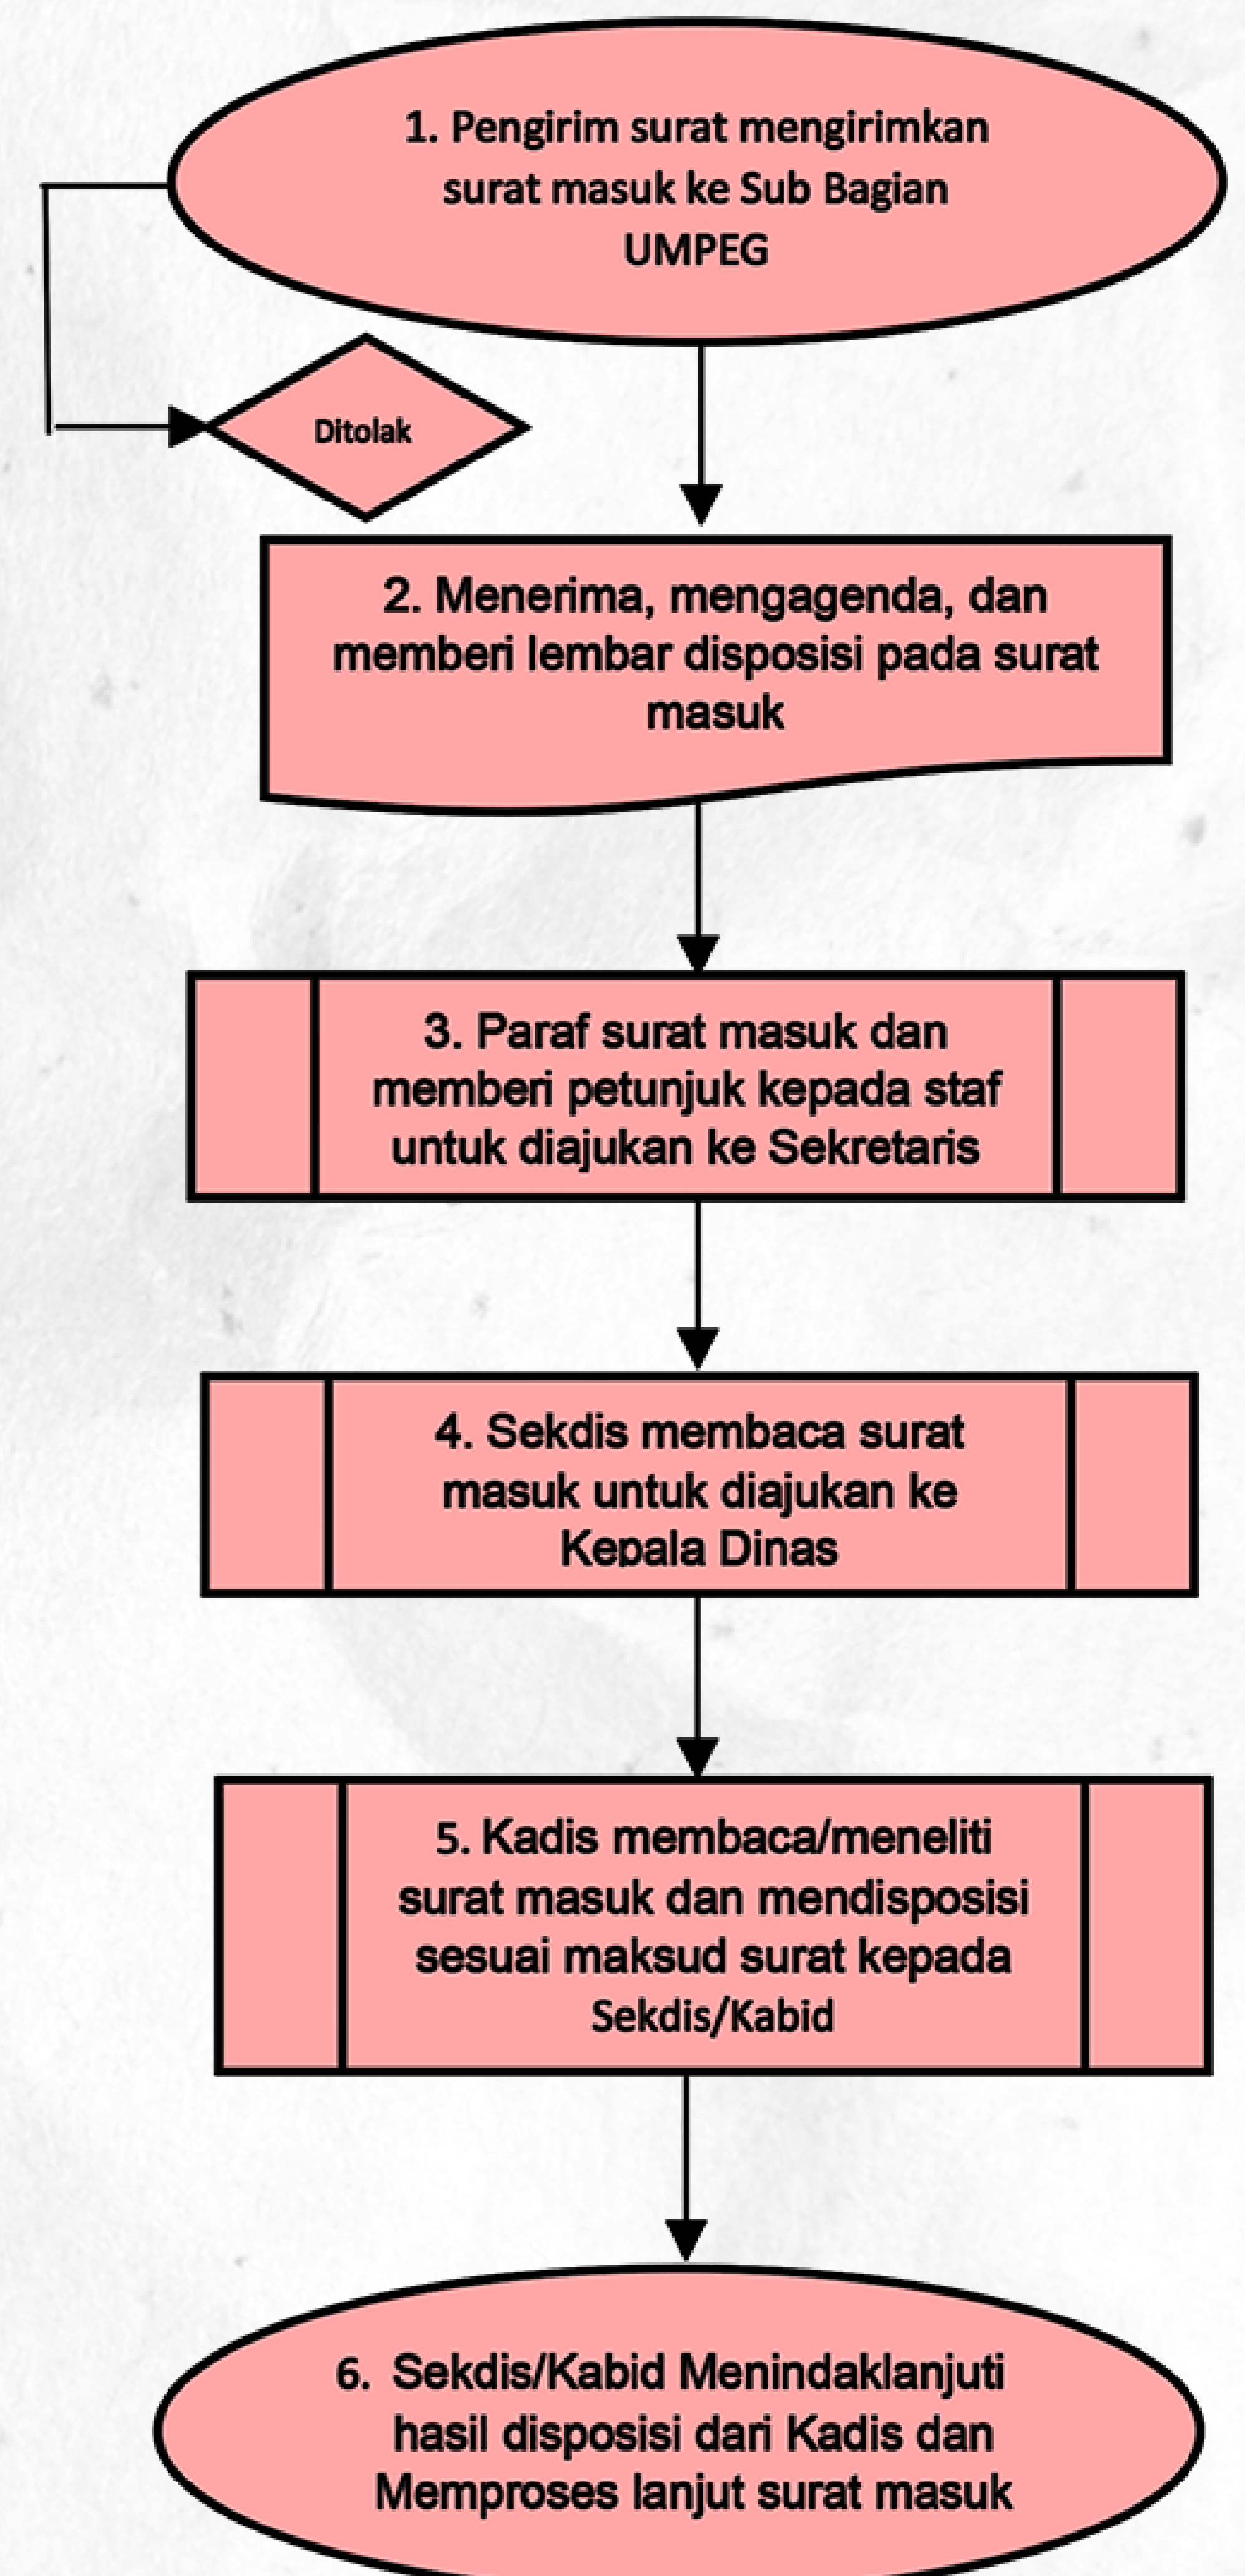 1. Pengirim surat mengirimkan
surat masuk ke Sub Bagian
UMPEG
Ditolak
2. Menerima, mengagenda, dan
memberi lembar disposisi pada surat
masuk
3. Paraf surat masuk dan
memberi petunjuk kepada staf
untuk diajukan ke Sekretaris
4. Sekdis membaca surat
masuk untuk diajukan ke
Kepala Dinas
5. Kadis membaca/meneliti
surat masuk dan mendisposisi
sesuai maksud surat kepada
Sekdis/Kabid
6. Sekdis/Kabid Menindaklanjuti
hasil disposisi dari Kadis dan
Memproses lanjut surat masuk